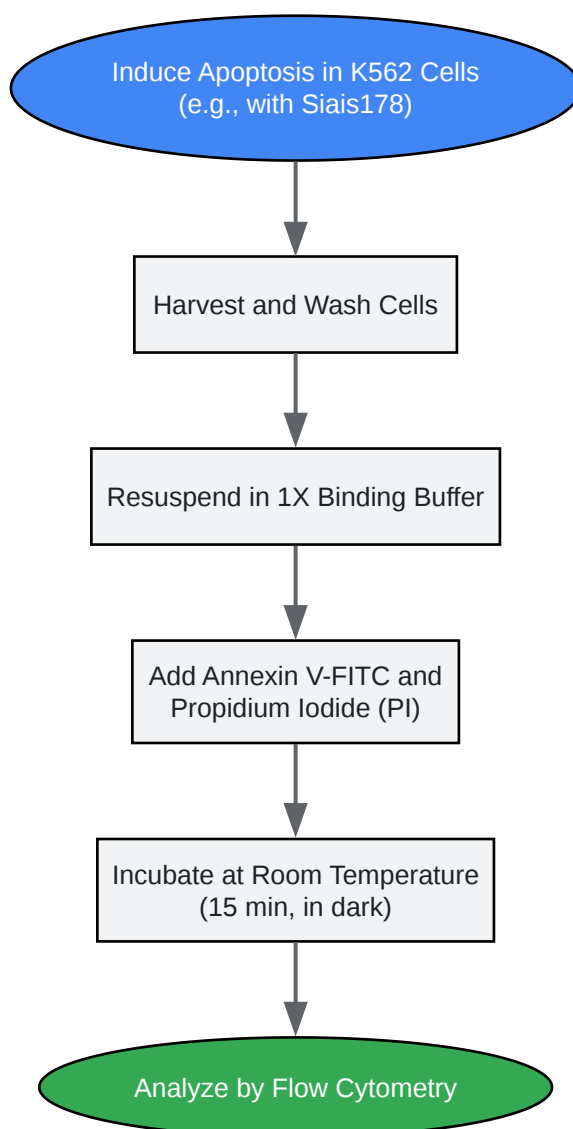 Induce Apoptosis in K562 Cells
(e.g., with Siais178)
Harvest and Wash Cells
Resuspend in 1X Binding Buffer
Add Annexin V-FITC and
Propidium Iodide (PI)
Incubate at Room Temperature
(15 min, in dark)
Analyze by Flow Cytometry